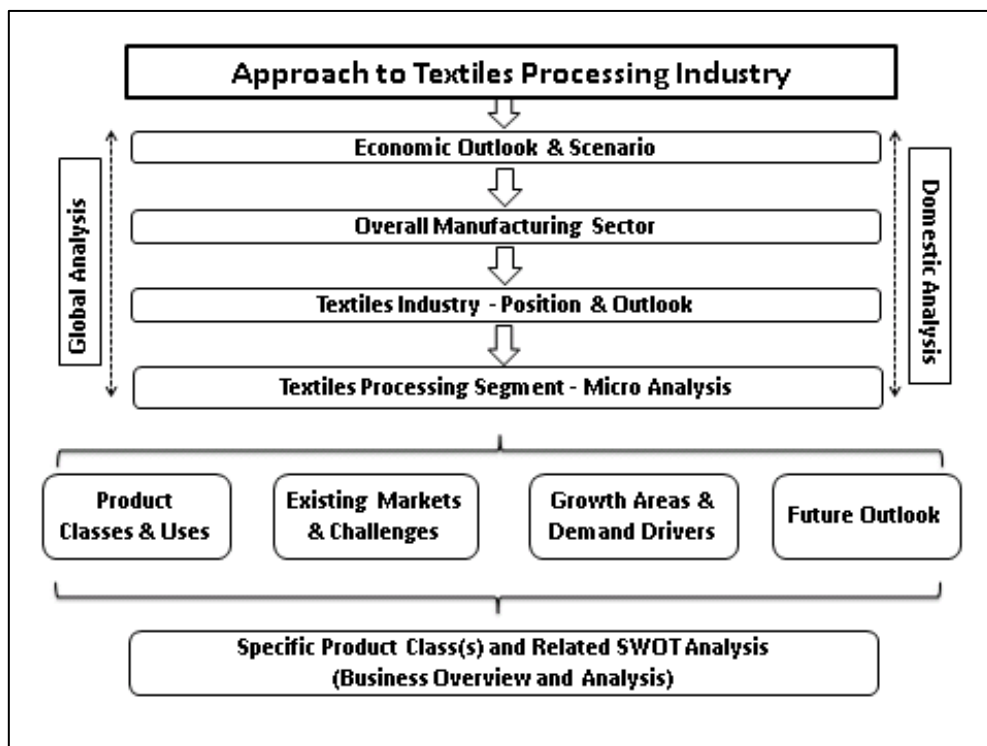 Approach to Textiles Processing Industry
Economic Outlook & Scenario
Overall Manufacturing Sector
Textiles Industry - Position & Outlook
Textiles Processing Segment - Micro Analysis
Global Analysis
Domestic Analysis
Product
Classes & Uses
Existing Markets
& Challenges
Growth Areas &
Demand Drivers
Future Outlook
Specific Product Class(s) and Related SWOT Analysis
(Business Overview and Analysis)